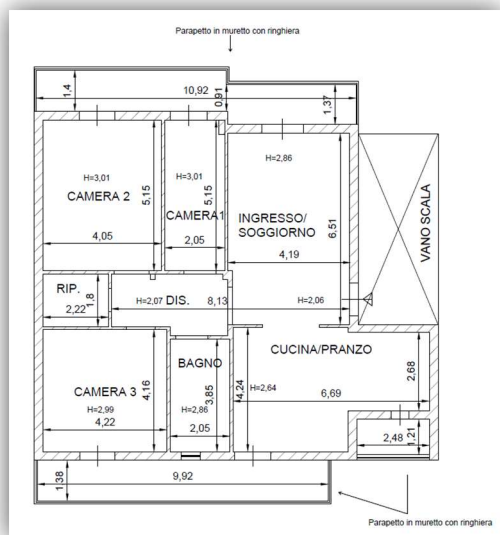 Parapetto in muretto con ringhiera
1,4
10,92
0,91
1,37
H=3,01
CAMERA 2
5,15
4,05
H=3,01
CAMERA1
5,15
2,05
H=2,86
INGRESSO/
SOGGIORNO
6,51
4,19
VANO SCALA
RIP.
1,8
2,22
H=2,07
DIS.
8,13
H=2,06
BAGNO
CUCINA/PRANZO
CAMERA 3
4,16
H=2,99
4,22
3,85
H=2,86
2,05
4,24
H=2,64
6,69
2,68
2,48
1,21
1,38
9,92
Parapetto in muretto con ringhiera